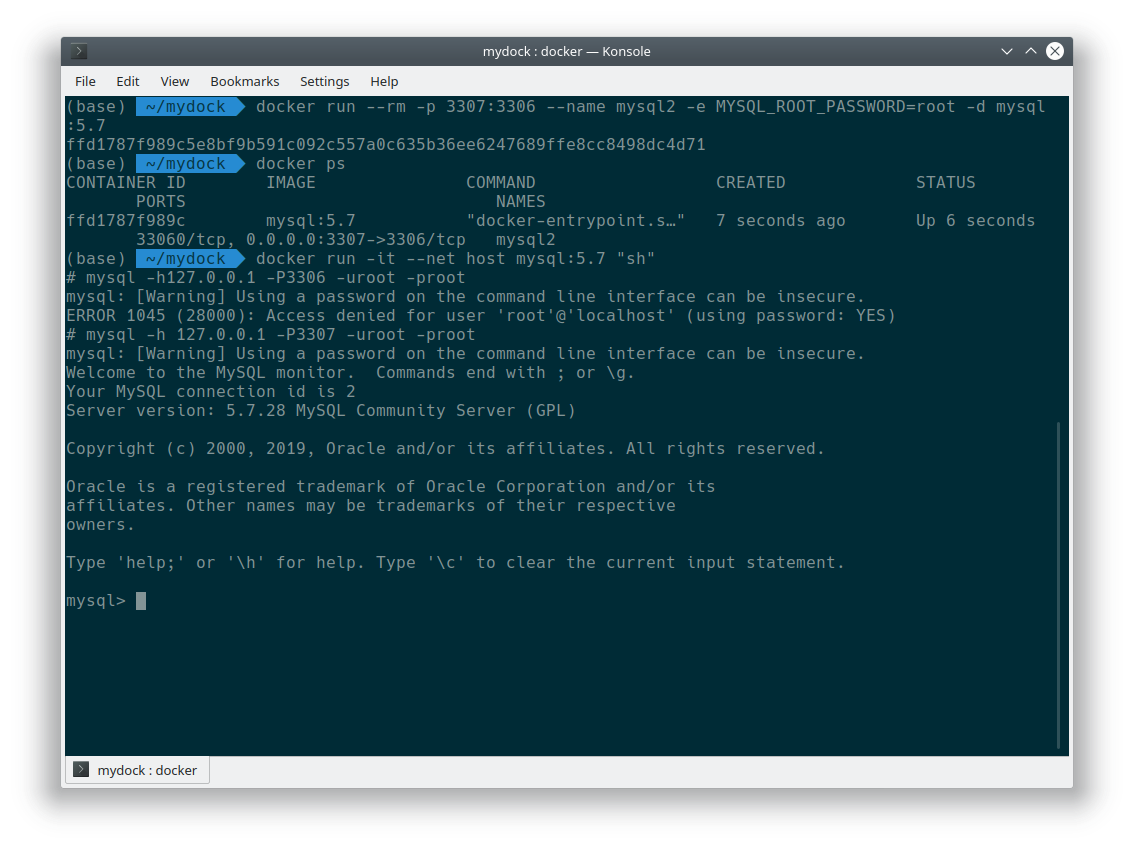 mydock : docker — Konsole
File Edit View Bookmarks Settings Help
(base) ~/mydock docker run --rm -p 3307:3306 --name mysql2 -e MYSQL_ROOT_PASSWORD=root -d mysql
:5.7
ffd1787f989c5e8bf9b591c092c557a0c635b36ee6247689ffe8cc8498dc4d71
(base) ~/mydock docker ps
CONTAINER ID        IMAGE               COMMAND                  CREATED             STATUS
       PORTS                               NAMES
ffd1787f989c        mysql:5.7           "docker-entrypoint.s…"   7 seconds ago       Up 6 seconds
       33060/tcp, 0.0.0.0:3307->3306/tcp   mysql2
(base) ~/mydock docker run -it --net host mysql:5.7 "sh"
# mysql -h127.0.0.1 -P3306 -uroot -proot
mysql: [Warning] Using a password on the command line interface can be insecure.
ERROR 1045 (28000): Access denied for user 'root'@'localhost' (using password: YES)
# mysql -h 127.0.0.1 -P3307 -uroot -proot
mysql: [Warning] Using a password on the command line interface can be insecure.
Welcome to the MySQL monitor.  Commands end with ; or \g.
Your MySQL connection id is 2
Server version: 5.7.28 MySQL Community Server (GPL)

Copyright (c) 2000, 2019, Oracle and/or its affiliates. All rights reserved.

Oracle is a registered trademark of Oracle Corporation and/or its
affiliates. Other names may be trademarks of their respective
owners.

Type 'help;' or '\h' for help. Type '\c' to clear the current input statement.

mysql>
mydock : docker